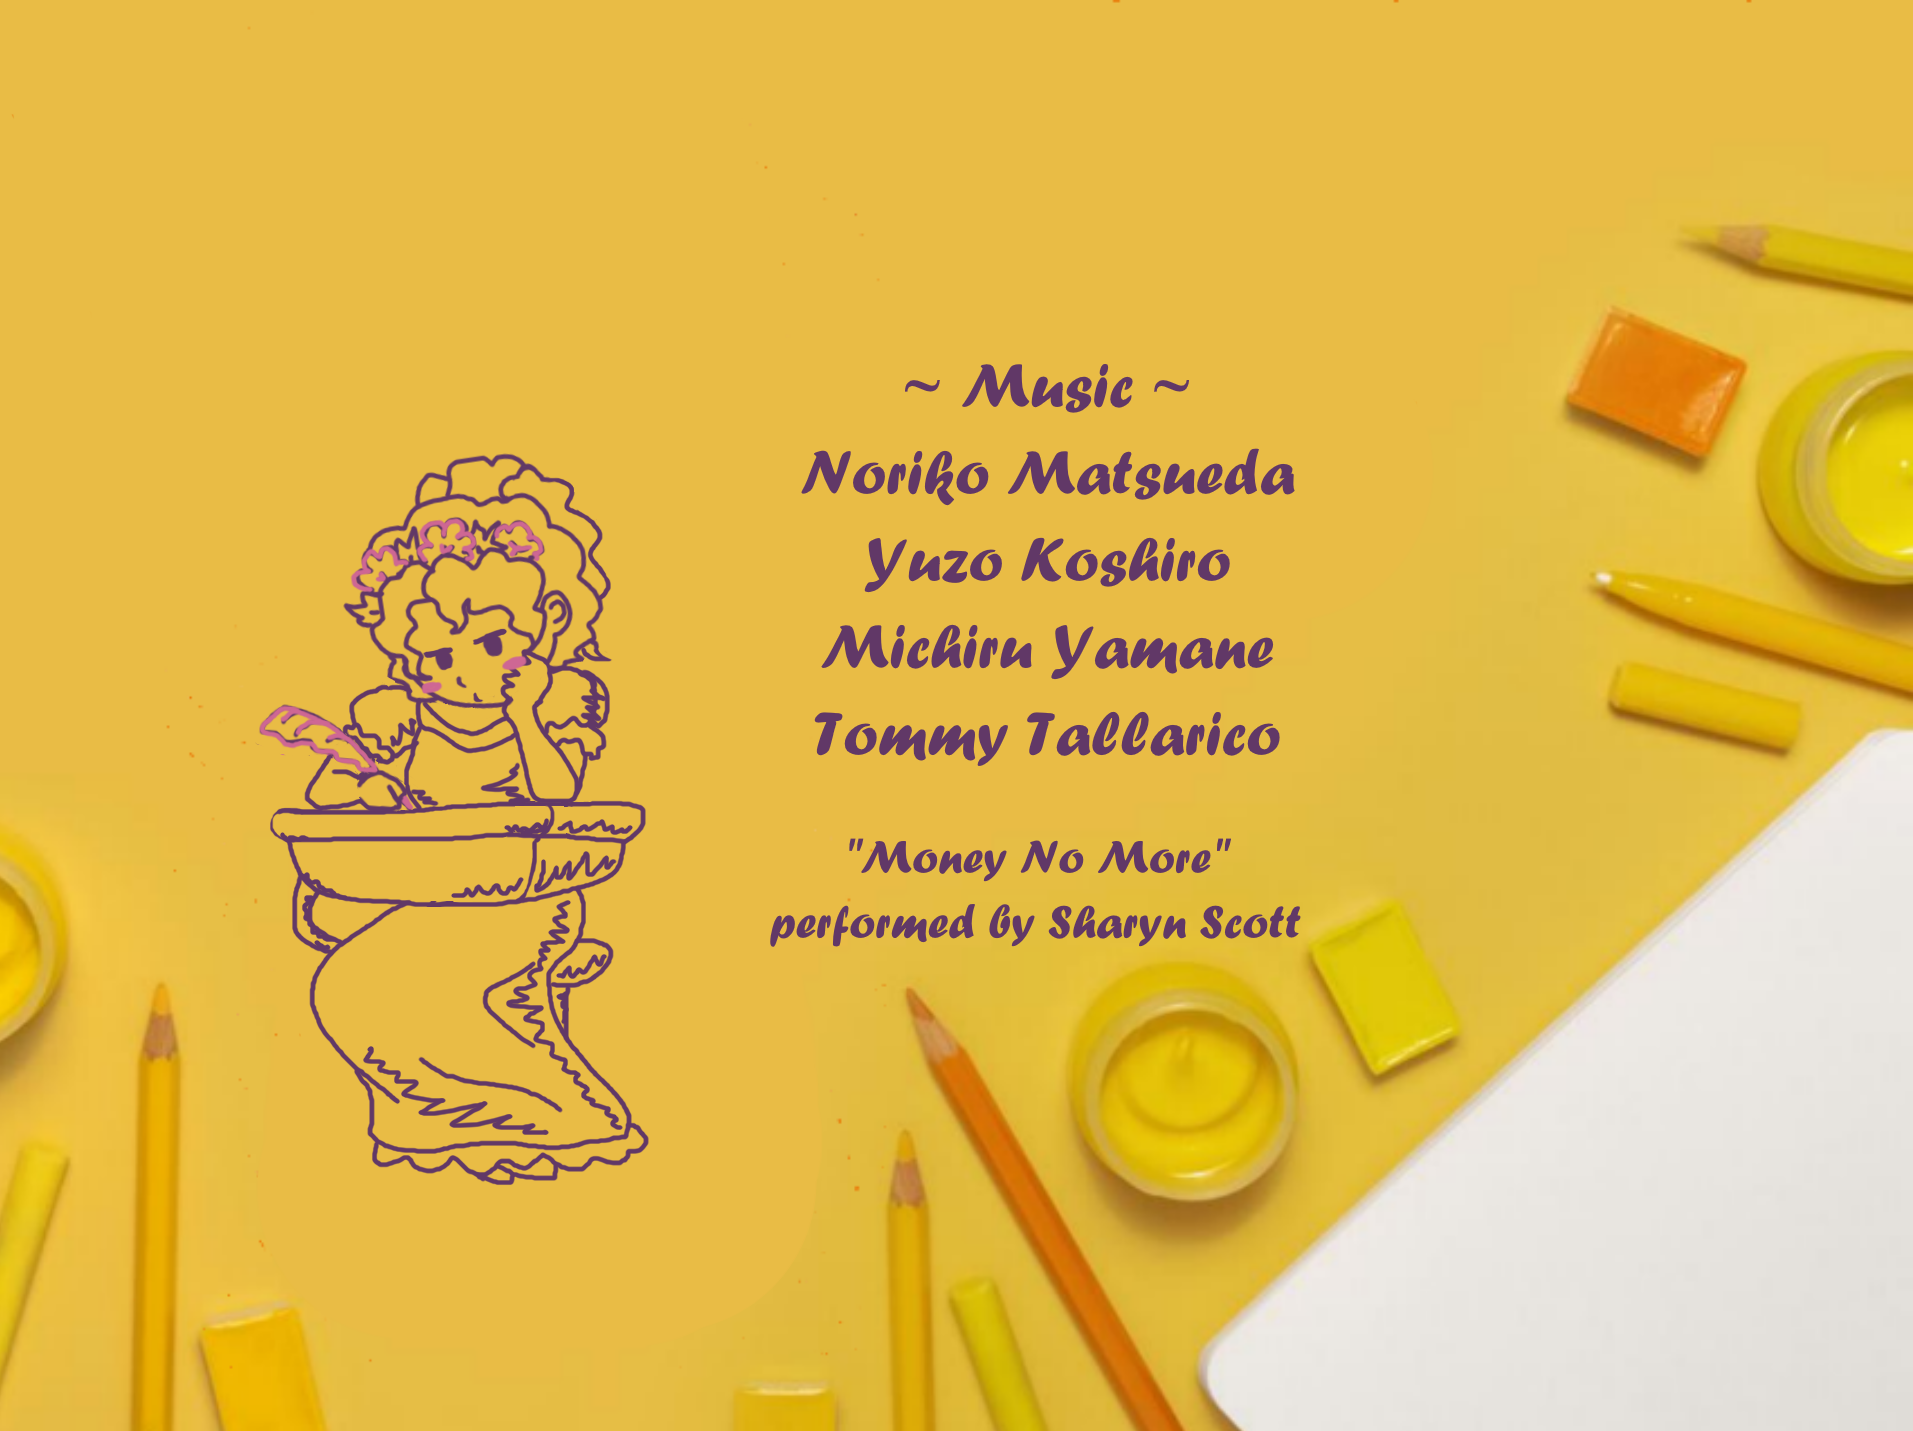 ~ Music ~
Noriko Matsueda
Yuzo Koshiro
Michiru Yamane
Tommy Tallarico
"Money No More"
performed by Sharyn Scott